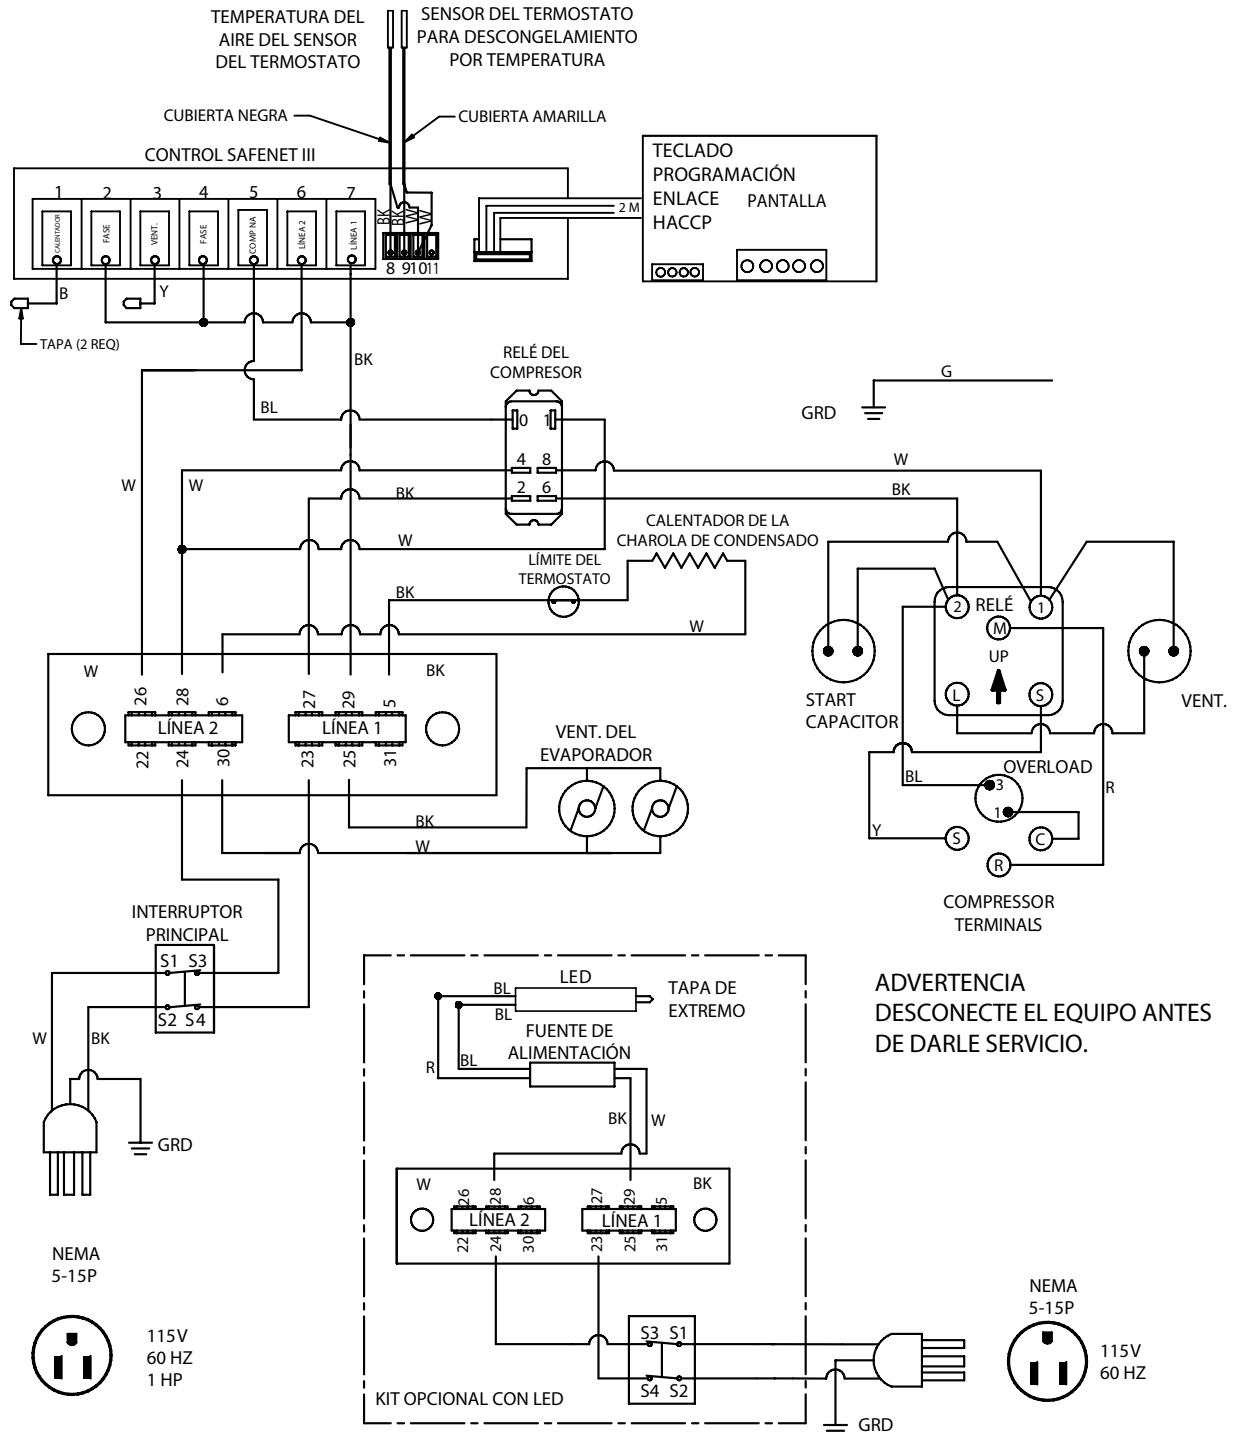 TEMPERATURA DEL
AIRE DEL SENSOR
DEL TERMOSTATO
SENSOR DEL TERMOSTATO
PARA DESCONGELAMIENTO
POR TEMPERATURA
CUBIERTA NEGRA
CUBIERTA AMARILLA
CONTROL SAFENET III
1 2 3 4 5 6 7
CALENTADOR
FASE
VENT.
FASE
COMP NA
LÍNEA 2
LÍNEA 1
BK
BK
W
W
8 9 10 11
2 M
TECLADO
PROGRAMACIÓN
ENLACE
HACCP
PANTALLA
B
Y
TAPA (2 REQ)
BK
BL
RELÉ DEL
COMPRESOR
0 1
4 8
2 6
G
GRD
W
W
W
BK
BK
W
CALENTADOR DE LA
CHAROLA DE CONDENSADO
LÍMITE DEL
TERMOSTATO
BK
W
W
BK
26 28 6
27 29 5
LÍNEA 2
LÍNEA 1
22 24 30
23 25 31
VENT. DEL
EVAPORADOR
BK
W
2
RELÉ
1
M
UP
L
S
START
CAPACITOR
VENT.
OVERLOAD
BL
3
1
R
Y
S
C
R
COMPRESSOR
TERMINALS
INTERRUPTOR
PRINCIPAL
S1 S3
S2 S4
W
BK
GRD
NEMA
5-15P
115V
60 HZ
1 HP
LED
BL
BL
TAPA DE
EXTREMO
FUENTE DE
ALIMENTACIÓN
R
BL
BK
W
W
BK
26 28 6
27 29 5
LÍNEA 2
LÍNEA 1
22 24 30
23 25 31
S3 S1
S4 S2
KIT OPCIONAL CON LED
GRD
ADVERTENCIA
DESCONECTE EL EQUIPO ANTES
DE DARLE SERVICIO.
NEMA
5-15P
115V
60 HZ